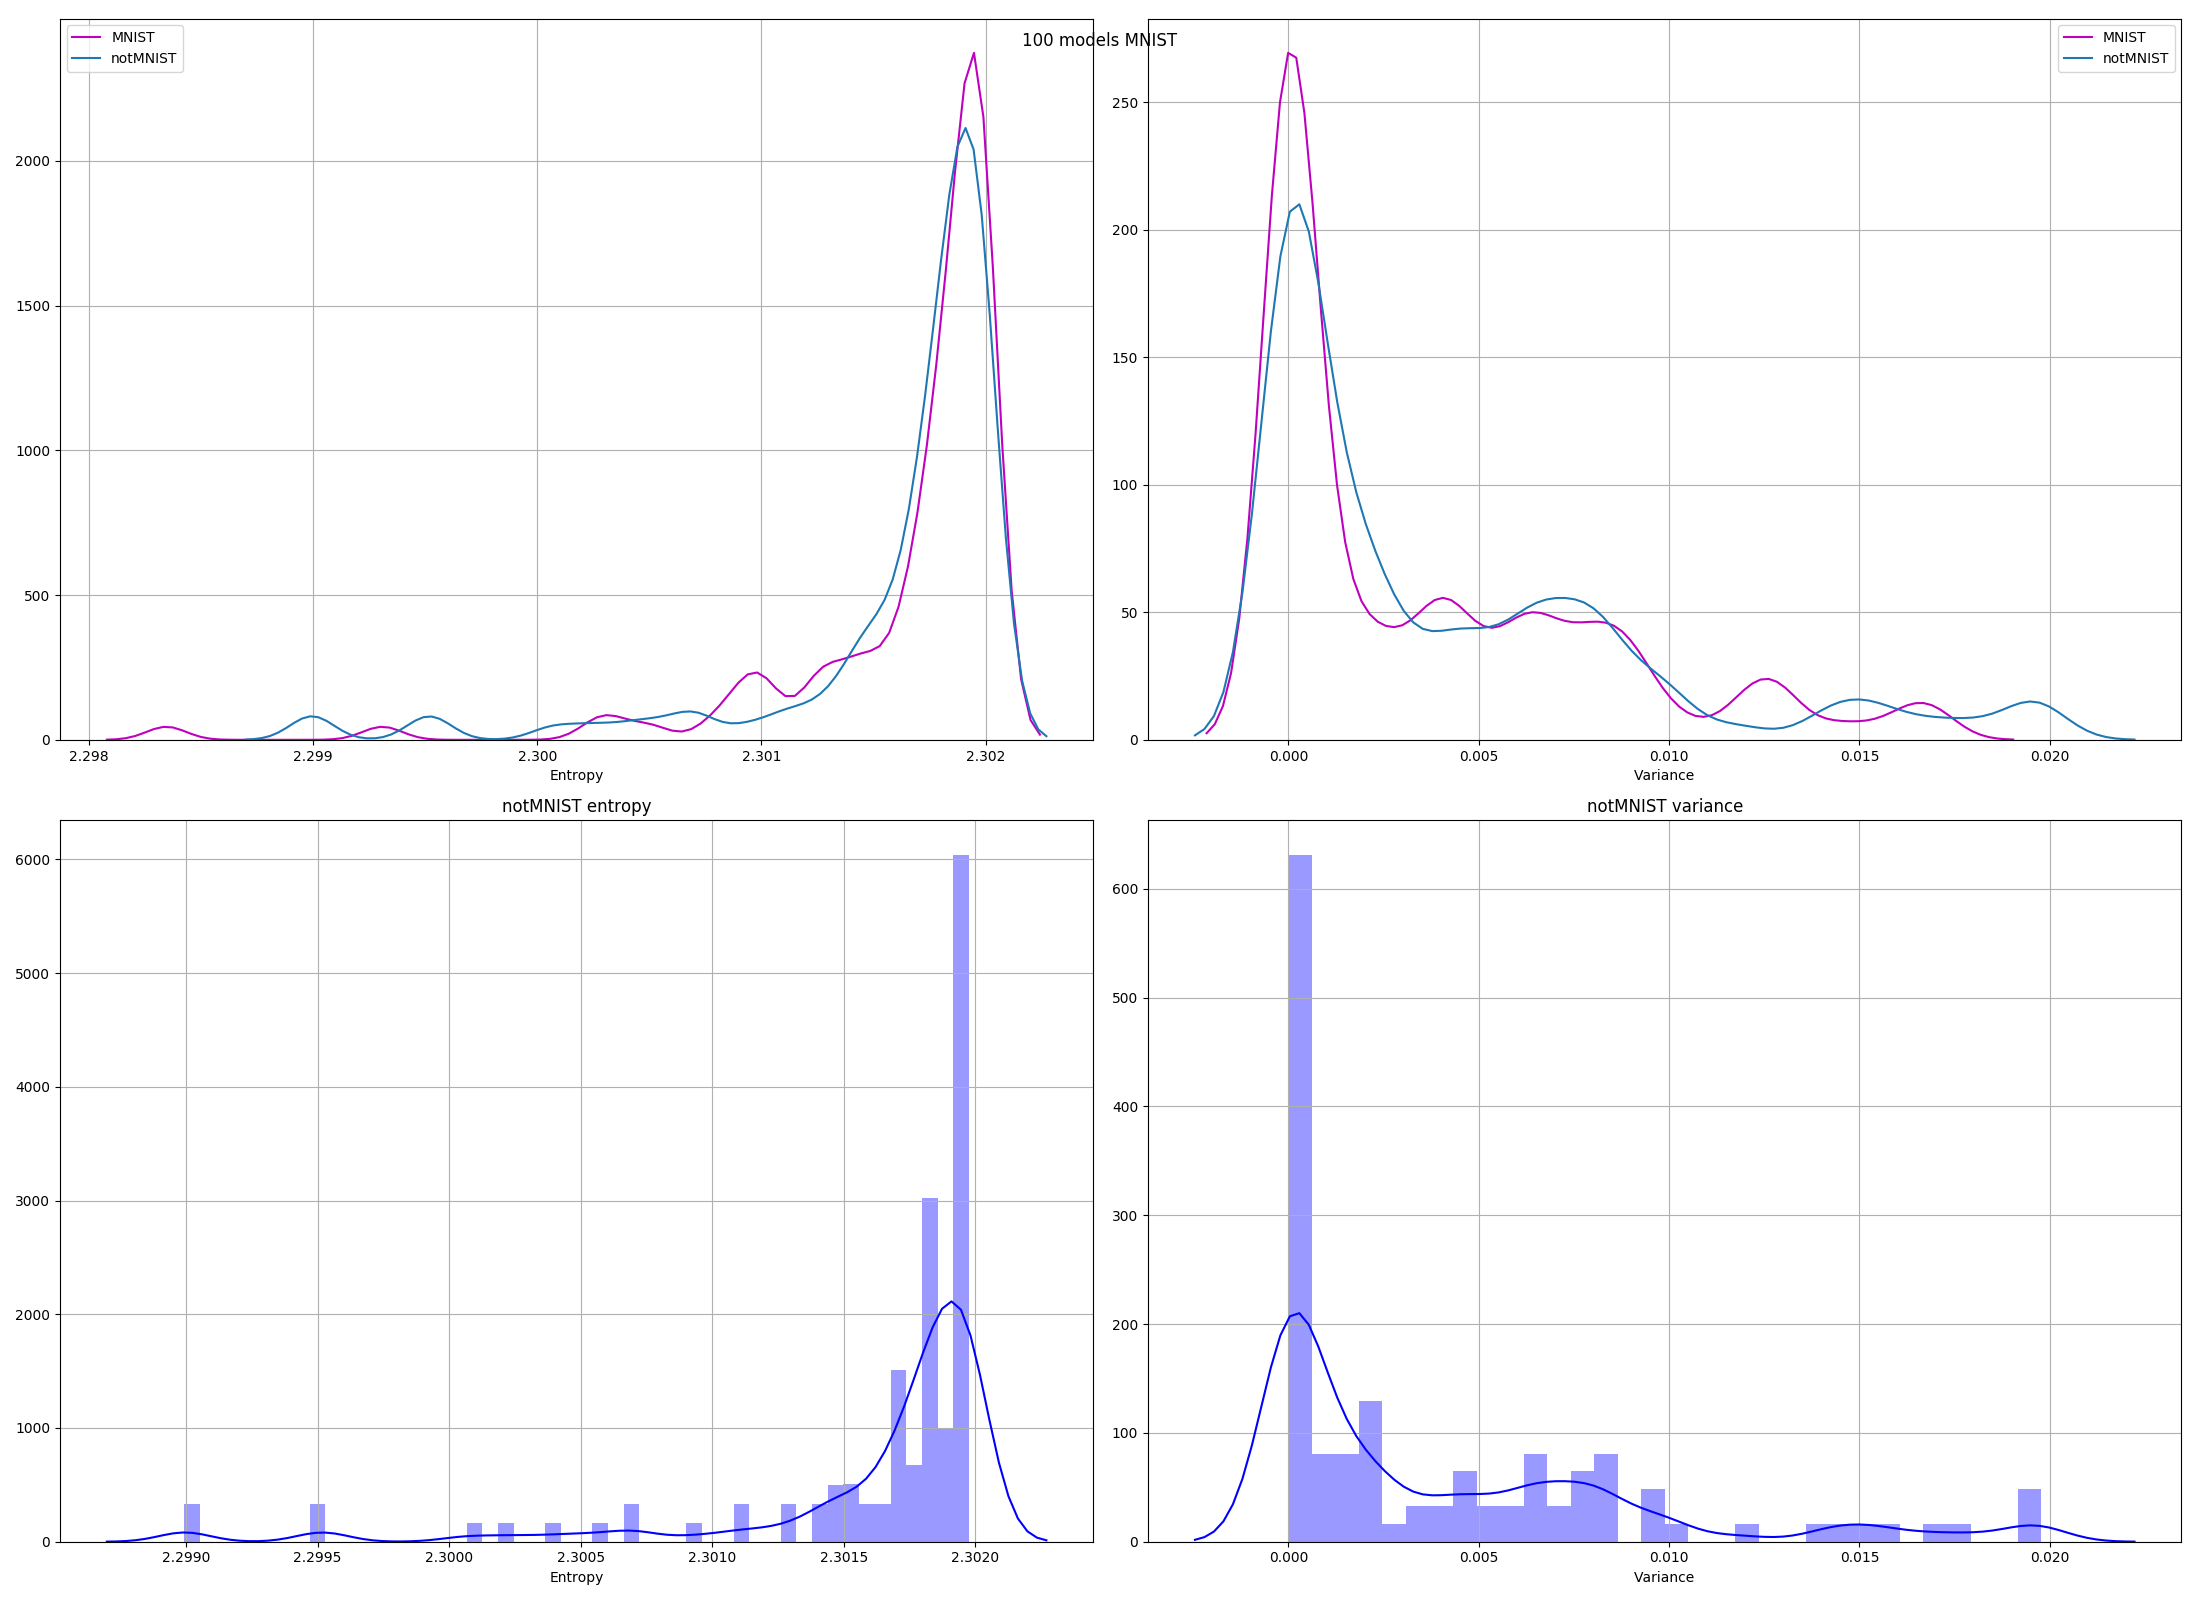 100 models MNIST
MNIST
notMNIST
2000
1500
1000
500
0
2.298 2.299 2.300 2.301 2.302
Entropy
MNIST
notMNIST
250
200
150
100
50
0
0.000 0.005 0.010 0.015 0.020
Variance
notMNIST entropy
6000
5000
4000
3000
2000
1000
0
2.2990 2.2995 2.3000 2.3005 2.3010 2.3015 2.3020
Entropy
notMNIST variance
600
500
400
300
200
100
0
0.000 0.005 0.010 0.015 0.020
Variance